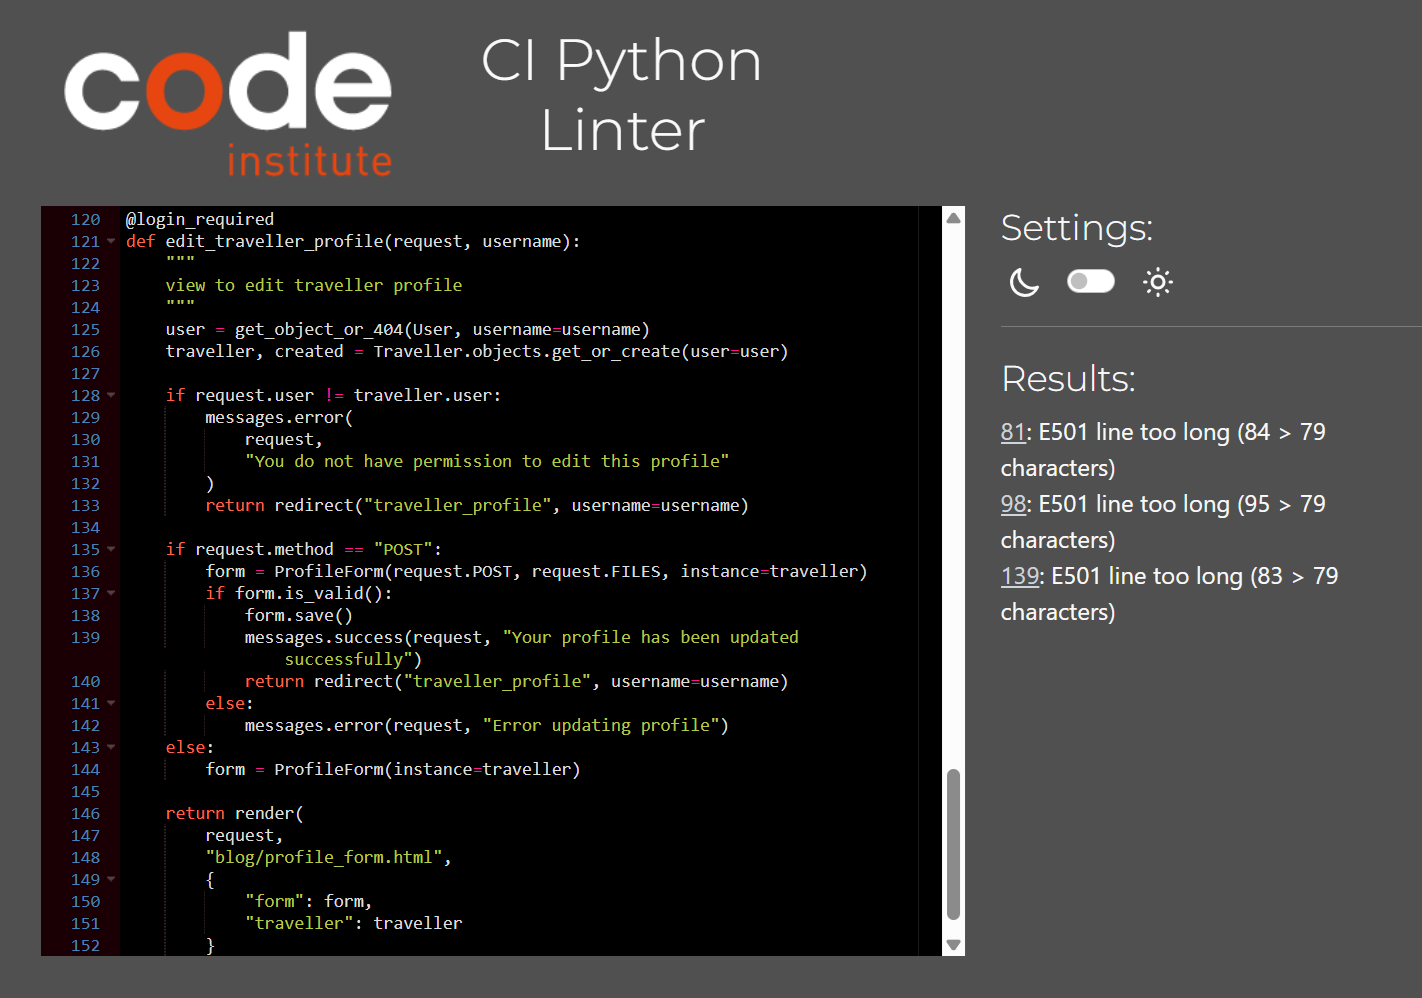 code
institute
CI Python
Linter
120 @login_required
121 def edit_traveller_profile(request, username):
122     """
123     view to edit traveller profile
124     """
125     user = get_object_or_404(User, username=username)
126     traveller, created = Traveller.objects.get_or_create(user=user)
127
128     if request.user != traveller.user:
129         messages.error(
130             request,
131             "You do not have permission to edit this profile"
132         )
133         return redirect("traveller_profile", username=username)
134
135     if request.method == "POST":
136         form = ProfileForm(request.POST, request.FILES, instance=traveller)
137         if form.is_valid():
138             form.save()
139             messages.success(request, "Your profile has been updated
                successfully")
140             return redirect("traveller_profile", username=username)
141         else:
142             messages.error(request, "Error updating profile")
143     else:
144         form = ProfileForm(instance=traveller)
145
146     return render(
147         request,
148         "blog/profile_form.html",
149         {
150             "form": form,
151             "traveller": traveller
152         }
Settings:
Results:
81: E501 line too long (84 > 79
characters)
98: E501 line too long (95 > 79
characters)
139: E501 line too long (83 > 79
characters)